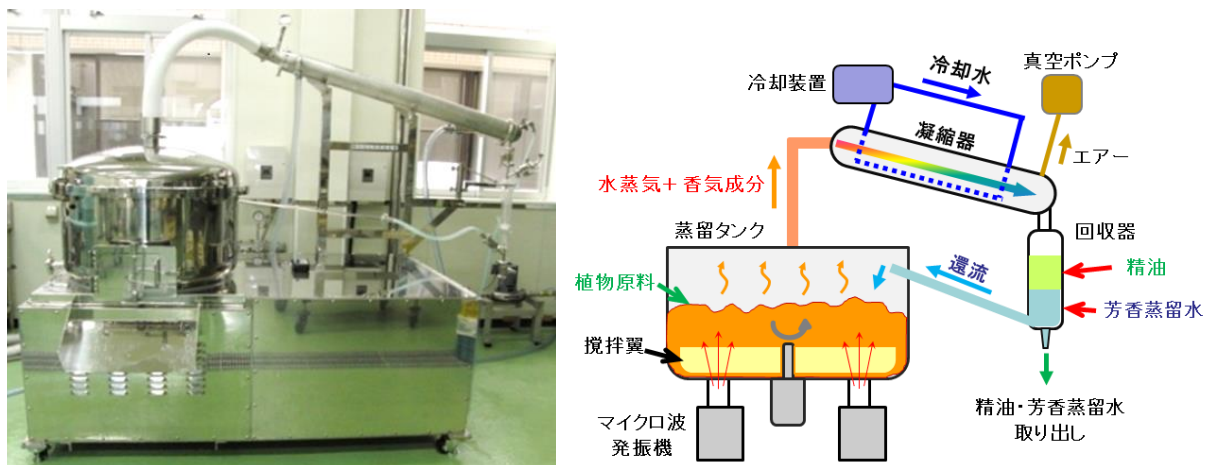 真空ポンプ
冷却水
冷却装置
凝縮器
エアー
水蒸気+香気成分
蒸留タンク
回収器
還流
精油
植物原料
芳香蒸留水
撹拌翼
マイクロ波
発振機
精油・芳香蒸留水
取り出し